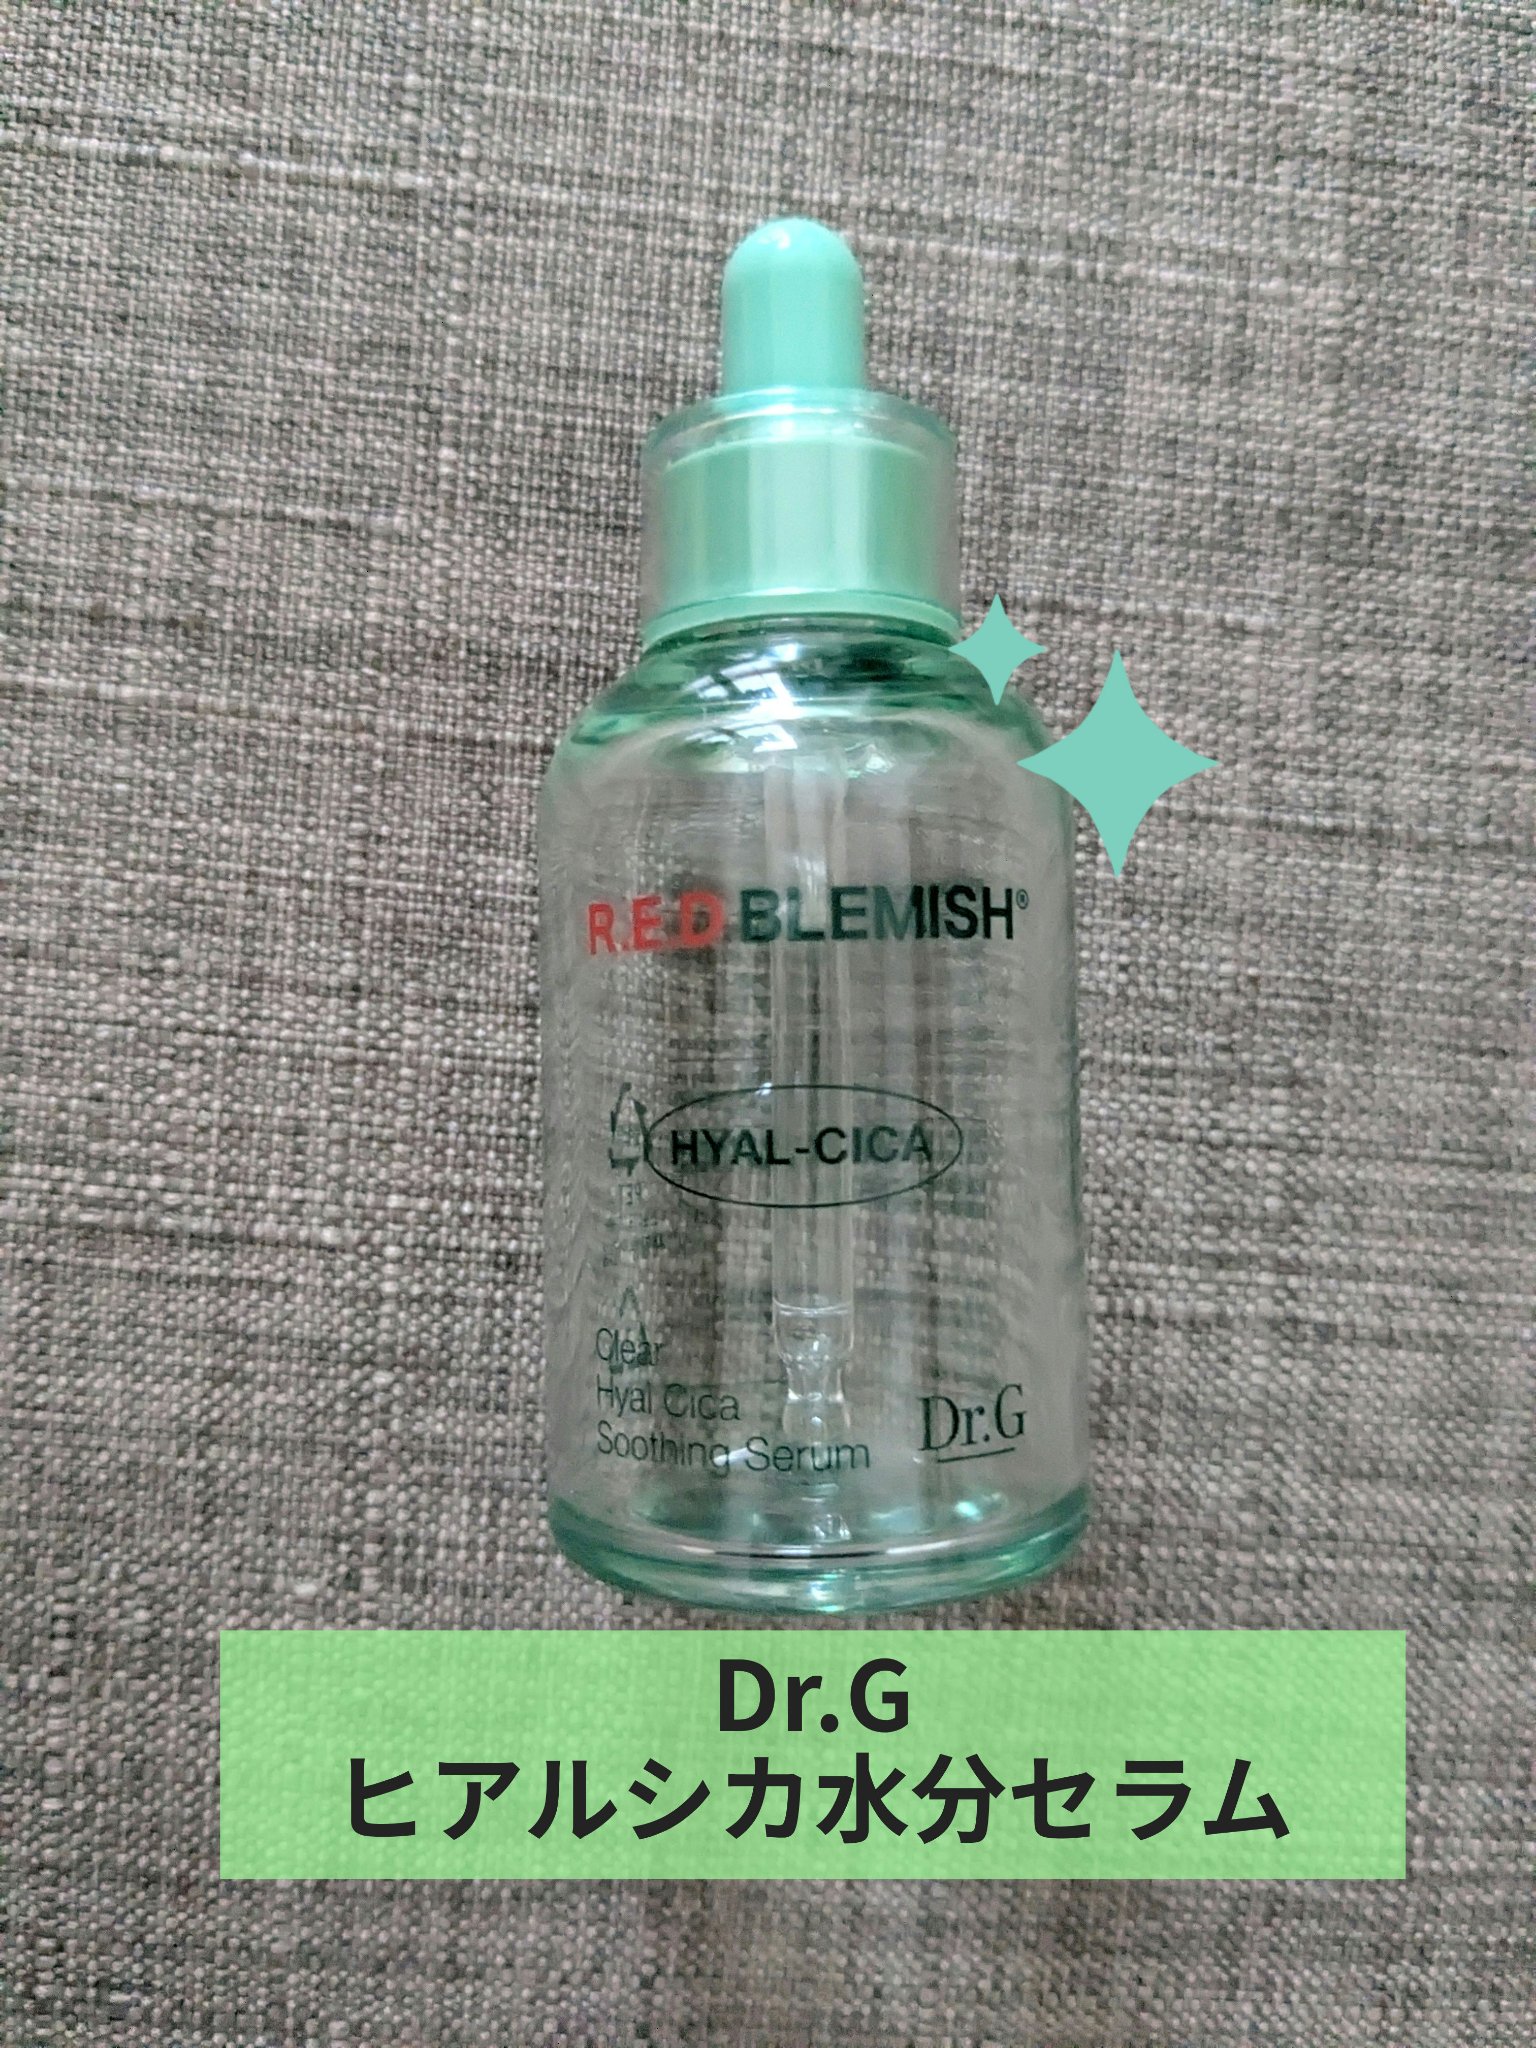 R.E.D BLEMISH®
HYAL-CICA
Clear
Hyal Cica
Soothing Serum
Dr.G
Dr.G
ヒアルシカ水分セラム